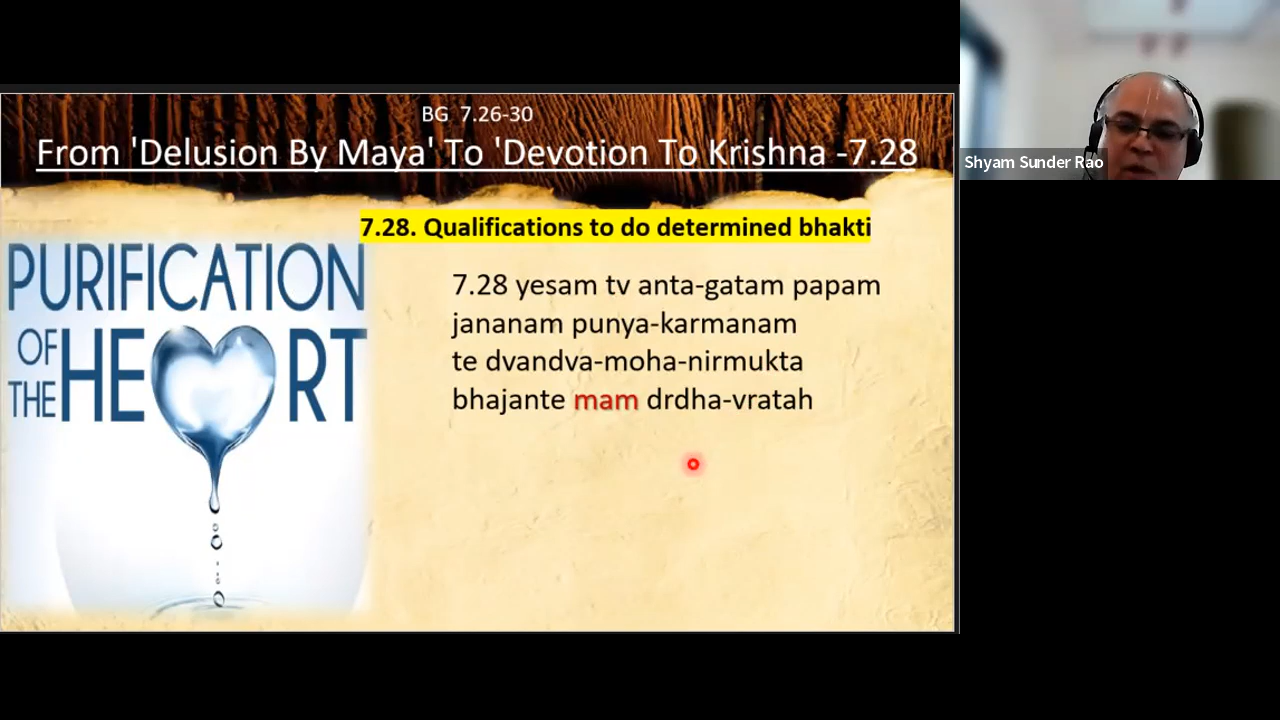 BG 7.26-30
From 'Delusion By Maya' To 'Devotion To Krishna -7.28
7.28. Qualifications to do determined bhakti
PURIFICATION
OF THE HE RT
7.28 yesam tv anta-gatam papam
jananam punya-karmanam
te dvandva-moha-nirmukta
bhajante mam drdha-vratah
Shyam Sunder Rao